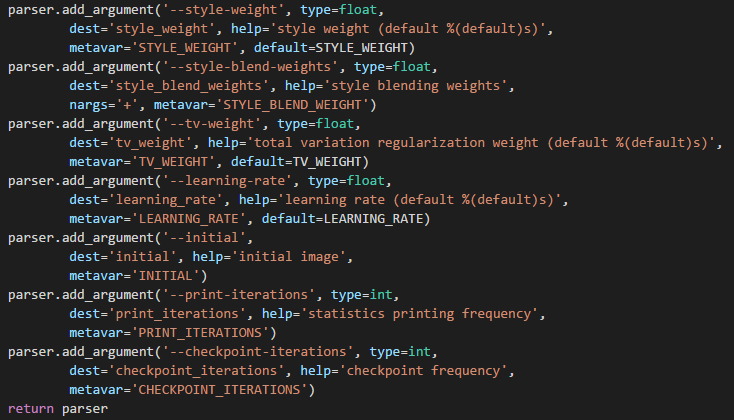 parser.add_argument('--style-weight', type=float,
dest='style_weight', help='style weight (default %(default)s)',
metavar='STYLE_WEIGHT', default=STYLE_WEIGHT)
parser.add_argument('--style-blend-weights', type=float,
dest='style_blend_weights', help='style blending weights',
nargs='+', metavar='STYLE_BLEND_WEIGHT')
parser.add_argument('--tv-weight', type=float,
dest='tv_weight', help='total variation regularization weight (default %(default)s)',
metavar='TV_WEIGHT', default=TV_WEIGHT)
parser.add_argument('--learning-rate', type=float,
dest='learning_rate', help='learning rate (default %(default)s)',
metavar='LEARNING_RATE', default=LEARNING_RATE)
parser.add_argument('--initial',
dest='initial', help='initial image',
metavar='INITIAL')
parser.add_argument('--print-iterations', type=int,
dest='print_iterations', help='statistics printing frequency',
metavar='PRINT_ITERATIONS')
parser.add_argument('--checkpoint-iterations', type=int,
dest='checkpoint_iterations', help='checkpoint frequency',
metavar='CHECKPOINT_ITERATIONS')
return parser